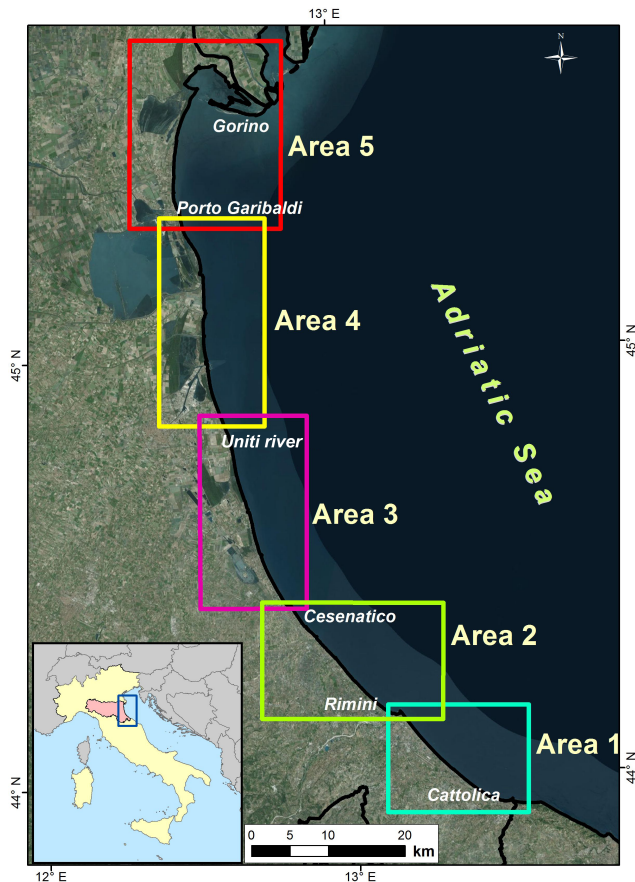 13° E
N
Gorino
Area 5
Porto Garibaldi
Area 4
Adriatic Sea
45° N
45° N
Uniti river
Area 3
Cesenatico
Area 2
Rimini
Area 1
44° N
44° N
Cattolica
0 5 10 20
km
12° E
13° E